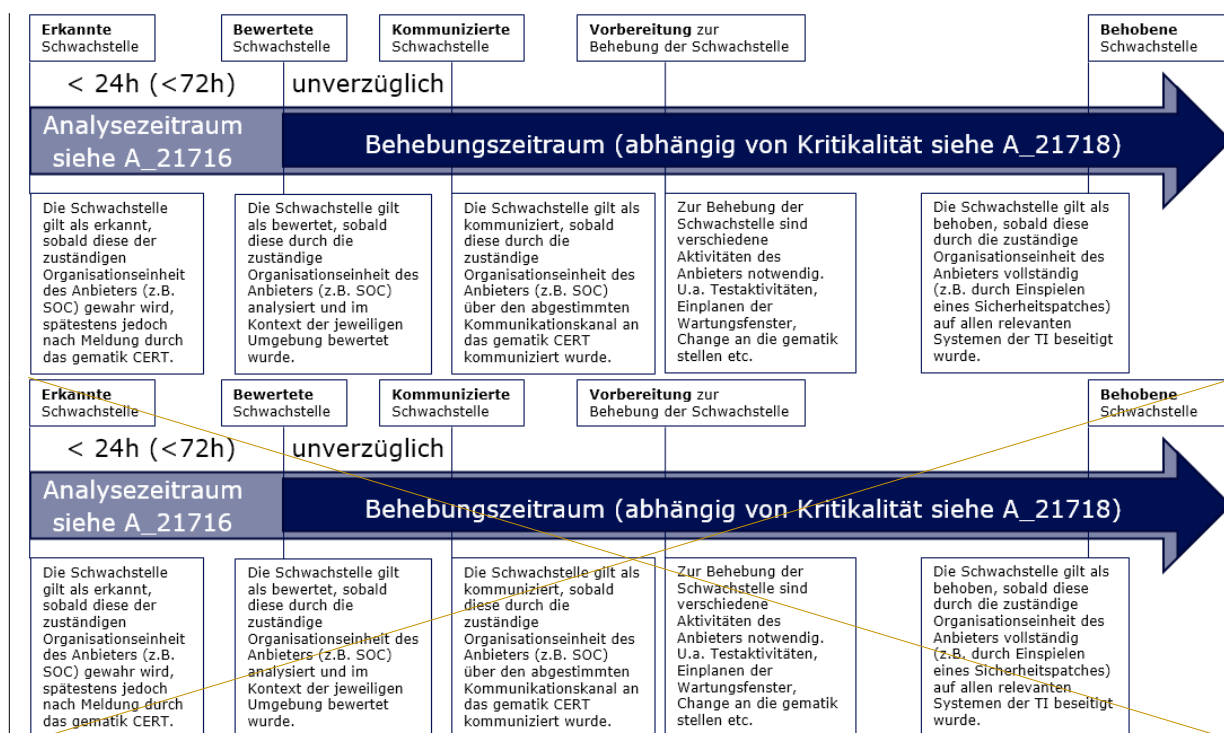 Erkannte
Schwachstelle
Bewertete
Schwachstelle
Kommunizierte
Schwachstelle
Vorbereitung zur
Behebung der Schwachstelle
Behobene
Schwachstelle
< 24h (<72h)
unverzüglich
Analysezeitraum
siehe A_21716
Behebungszeitraum (abhängig von Kritikalität siehe A_21718)
Die Schwachstelle
gilt als erkannt,
sobald diese der
zuständigen
Organisationseinheit
des Anbieters (z.B.
SOC) gewahr wird,
spätestens jedoch
nach Meldung durch
das gematik CERT.
Die Schwachstelle gilt
als bewertet, sobald
diese durch die
zuständige
Organisationseinheit des
Anbieters (z.B. SOC)
analysiert und im
Kontext der jeweiligen
Umgebung bewertet
wurde.
Die Schwachstelle gilt als
kommuniziert, sobald
diese durch die
zuständige
Organisationseinheit des
Anbieters (z.B. SOC)
über den abgestimmten
Kommunikationskanal an
das gematik CERT
kommuniziert wurde.
Zur Behebung der
Schwachstelle sind
verschiedene
Aktivitäten des
Anbieters notwendig.
U.a. Testaktivitäten,
Einplanen der
Wartungsfenster,
Change an die gematik
stellen etc.
Die Schwachstelle gilt als
behoben, sobald diese
durch die zuständige
Organisationseinheit des
Anbieters vollständig
(z.B. durch Einspielen
eines Sicherheitspatches)
auf allen relevanten
Systemen der TI beseitigt
wurde.
Erkannte
Schwachstelle
Bewertete
Schwachstelle
Kommunizierte
Schwachstelle
Vorbereitung zur
Behebung der Schwachstelle
Behobene
Schwachstelle
< 24h (<72h)
unverzüglich
Analysezeitraum
siehe A_21716
Behebungszeitraum (abhängig von Kritikalität siehe A_21718)
Die Schwachstelle
gilt als erkannt,
sobald diese der
zuständigen
Organisationseinheit
des Anbieters (z.B.
SOC) gewahr wird,
spätestens jedoch
nach Meldung durch
das gematik CERT.
Die Schwachstelle gilt
als bewertet, sobald
diese durch die
zuständige
Organisationseinheit des
Anbieters (z.B. SOC)
analysiert und im
Kontext der jeweiligen
Umgebung bewertet
wurde.
Die Schwachstelle gilt als
kommuniziert, sobald
diese durch die
zuständige
Organisationseinheit des
Anbieters (z.B. SOC)
über den abgestimmten
Kommunikationskanal an
das gematik CERT
kommuniziert wurde.
Zur Behebung der
Schwachstelle sind
verschiedene
Aktivitäten des
Anbieters notwendig.
U.a. Testaktivitäten,
Einplanen der
Wartungsfenster,
Change an die gematik
stellen etc.
Die Schwachstelle gilt als
behoben, sobald diese
durch die zuständige
Organisationseinheit des
Anbieters vollständig
(z.B. durch Einspielen
eines Sicherheitspatches)
auf allen relevanten
Systemen der TI beseitigt
wurde.